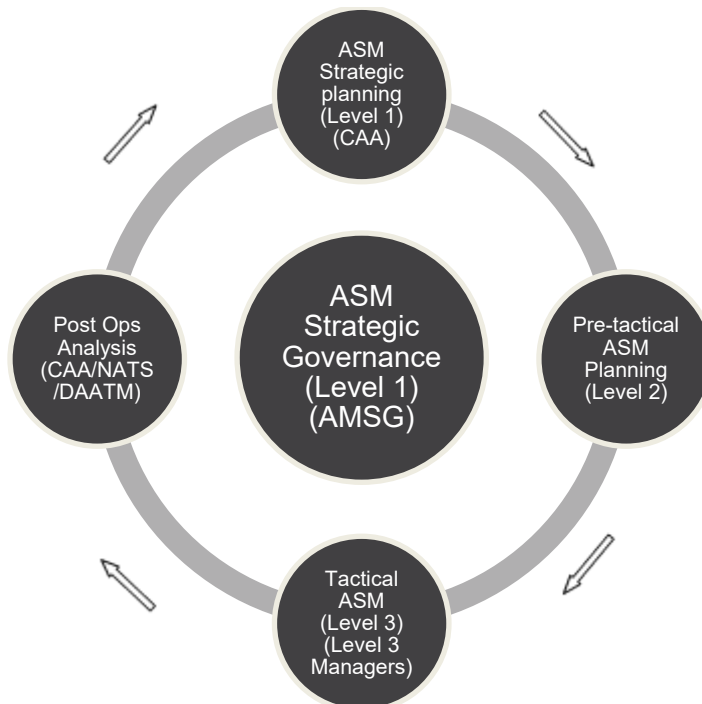 ASM
Strategic
planning
(Level 1)
(CAA)
Post Ops
Analysis
(CAA/NATS
/DAATM)
ASM
Strategic
Governance
(Level 1)
(AMSG)
Pre-tactical
ASM
Planning
(Level 2)
Tactical
ASM
(Level 3)
(Level 3
Managers)